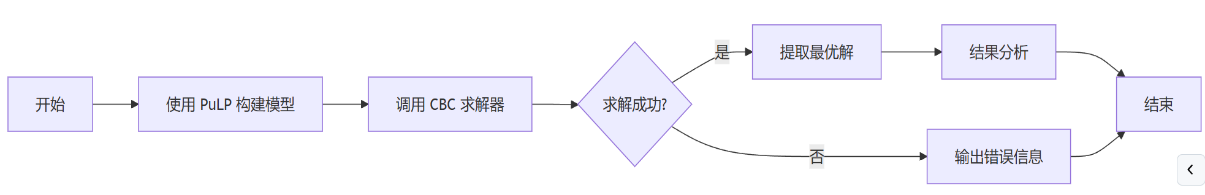 开始
使用 PuLP 构建模型
调用 CBC 求解器
求解成功?
是
提取最优解
结果分析
否
输出错误信息
结束